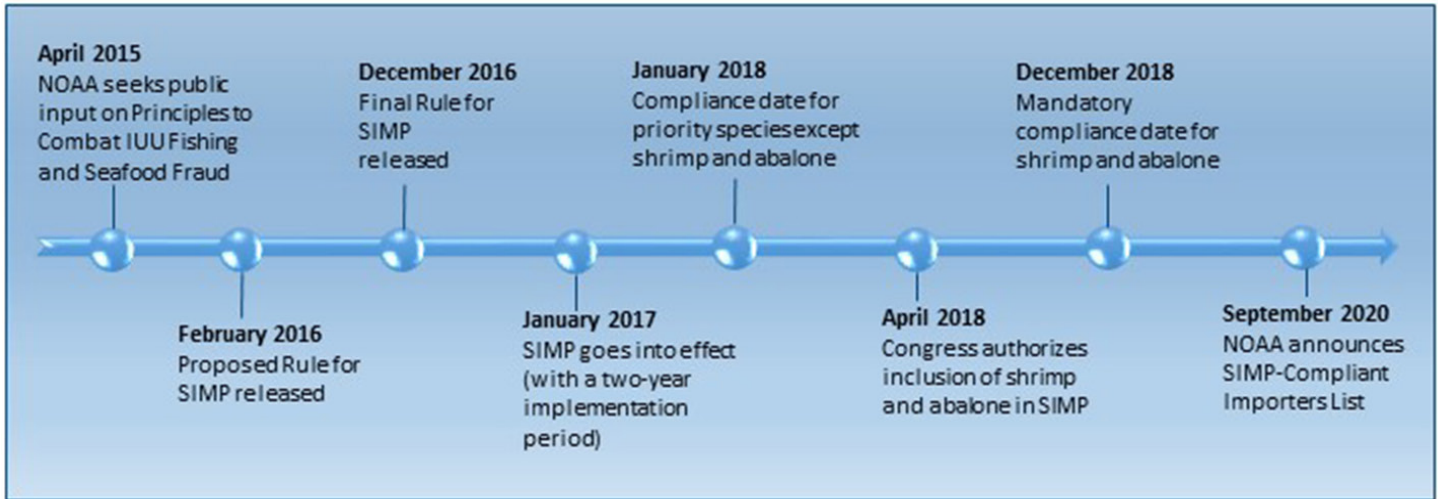 April 2015
NOAA seeks public
input on Principles to
Combat IUU Fishing
and Seafood Fraud
February 2016
Proposed Rule for
SIMP released
December 2016
Final Rule for
SIMP
released
January 2017
SIMP goes into effect
(with a two-year
implementation
period)
January 2018
Compliance date for
priority species except
shrimp and abalone
April 2018
Congress authorizes
inclusion of shrimp
and abalone in SIMP
December 2018
Mandatory
compliance date for
shrimp and abalone
September 2020
NOAA announces
SIMP-Compliant
Importers List